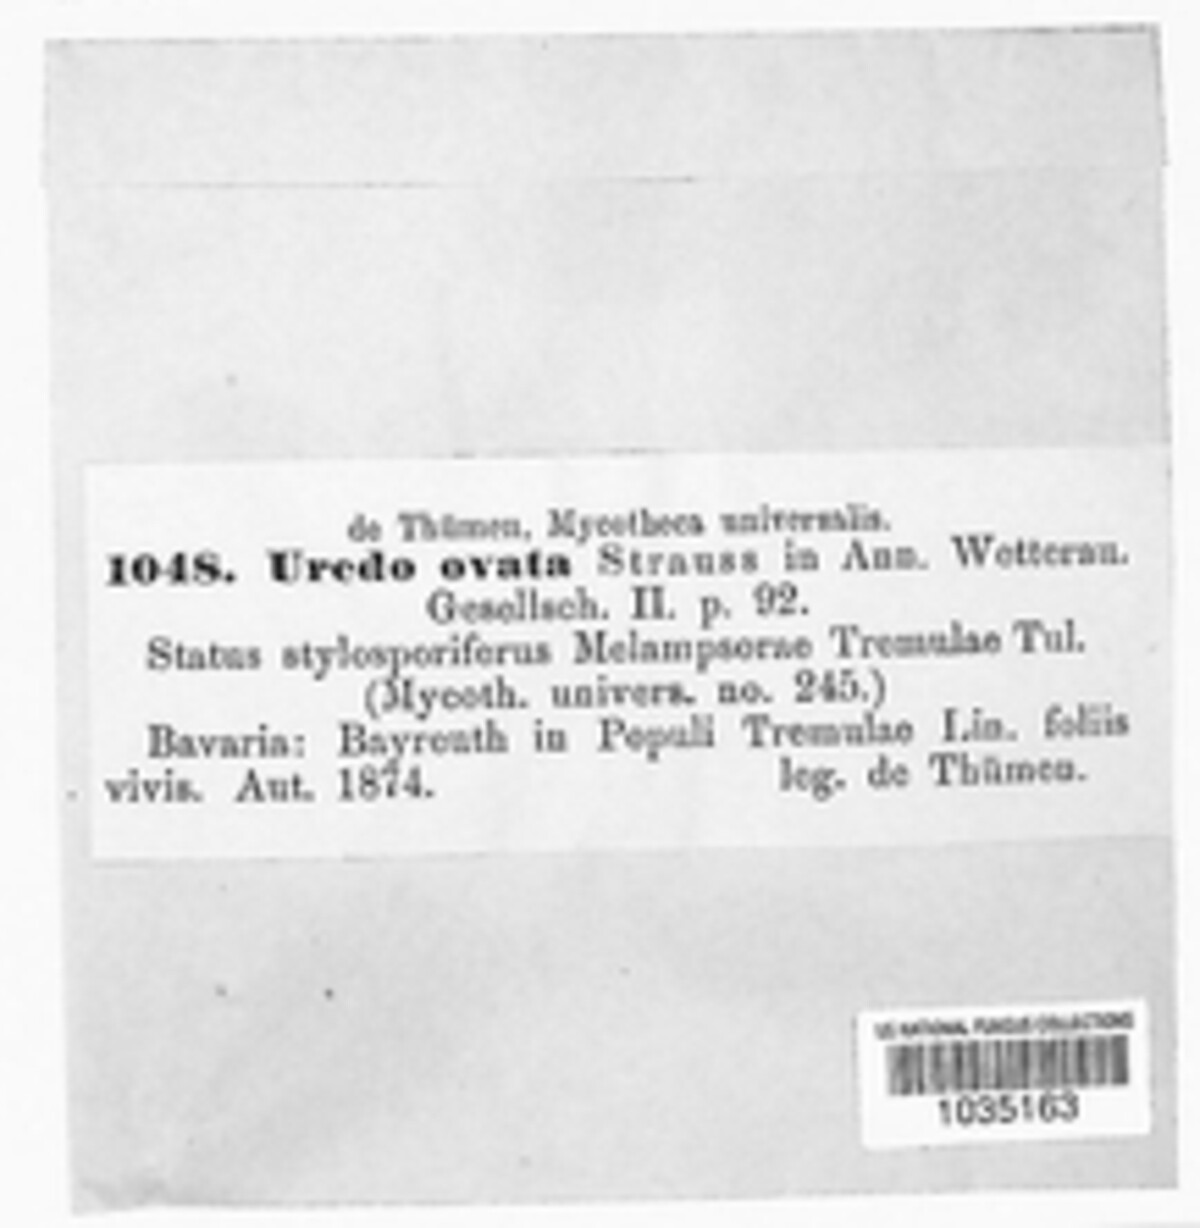 de Thümen, Mycotheca universalis.
1048. Uredo ovata Strauss in Ann. Wetterau.
Gesellsch. II. p. 92.
Status stylosporiferus Melampsorae Tremulae Tul.
(Mycoth. univers. no. 245.)
Bavaria: Bayreuth in Populi Tremulae Lin. foliis
vivis. Aut. 1874. leg. de Thümen.
US NATIONAL FUNGUS COLLECTIONS
1035163